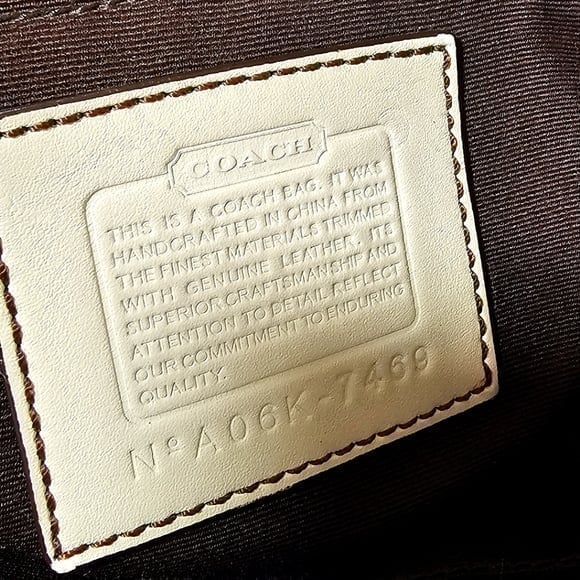 COACH
THIS IS A COACH BAG. IT WAS
HANDCRAFTED IN CHINA FROM
THE FINEST MATERIALS TRIMMED
WITH GENUINE LEATHER. ITS
SUPERIOR CRAFTSMANSHIP AND
ATTENTION TO DETAIL REFLECT
OUR COMMITMENT TO ENDURING
QUALITY.
Nº A06K-7469